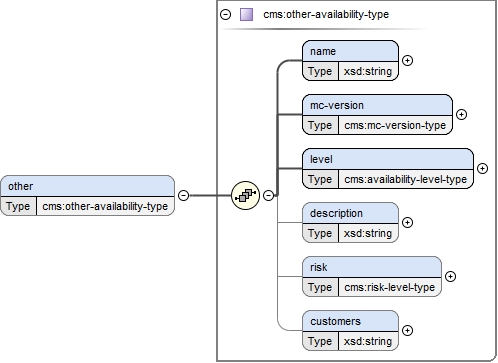 cms:other-availability-type
name
Type xsd:string
mc-version
Type cms:mc-version-type
level
Type cms:availability-level-type
other
Type cms:other-availability-type
description
Type xsd:string
risk
Type cms:risk-level-type
customers
Type xsd:string